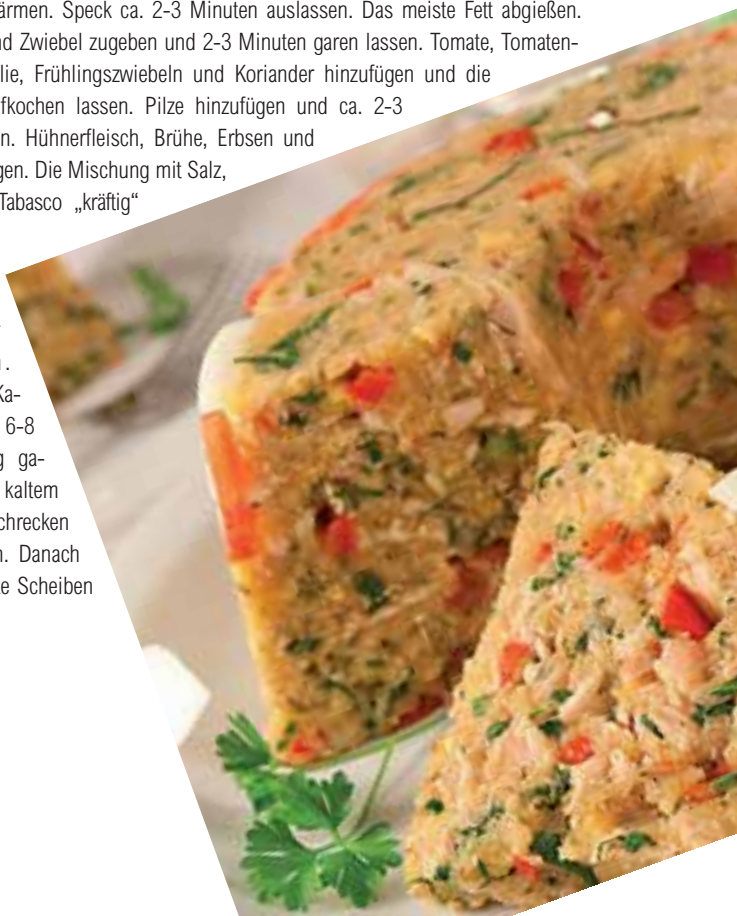 ärmen. Speck ca. 2-3 Minuten auslassen. Das meiste Fett abgießen.
nd Zwiebel zugeben und 2-3 Minuten garen lassen. Tomate, Tomaten-
lie, Frühlingszwiebeln und Koriander hinzufügen und die
fkochen lassen. Pilze hinzufügen und ca. 2-3
n. Hühnerfleisch, Brühe, Erbsen und
gen. Die Mischung mit Salz,
Tabasco „kräftig“
.
Ka-
6-8
g ga-
kaltem
chrecken
n. Danach
e Scheiben